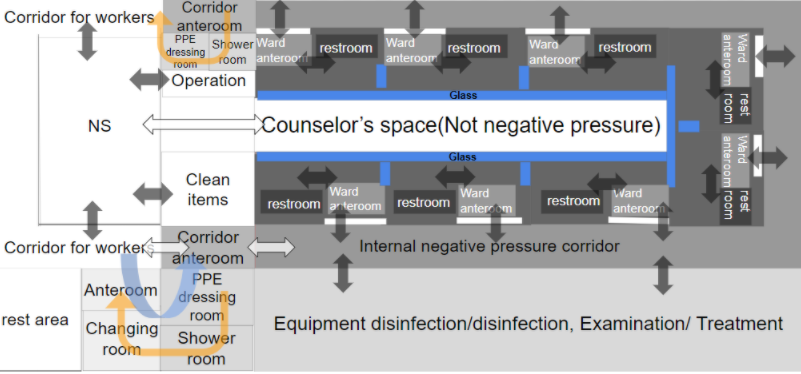 Corridor for workers
Corridor
anteroom
PPE
dressing
room
Shower
room
Ward
anteroom
restroom
Ward
anteroom
restroom
Ward
anteroom
restroom
Ward
anteroom
rest
room
Operation
Glass
NS
Counselor's space(Not negative pressure)
Glass
Ward
anteroom
rest
room
Clean
items
restroom
Ward
anteroom
restroom
Ward
anteroom
restroom
Ward
anteroom
Corridor for workers
Corridor
anteroom
Internal negative pressure corridor
rest area
Anteroom
PPE
dressing
room
Changing
room
Shower
room
Equipment disinfection/disinfection, Examination/ Treatment